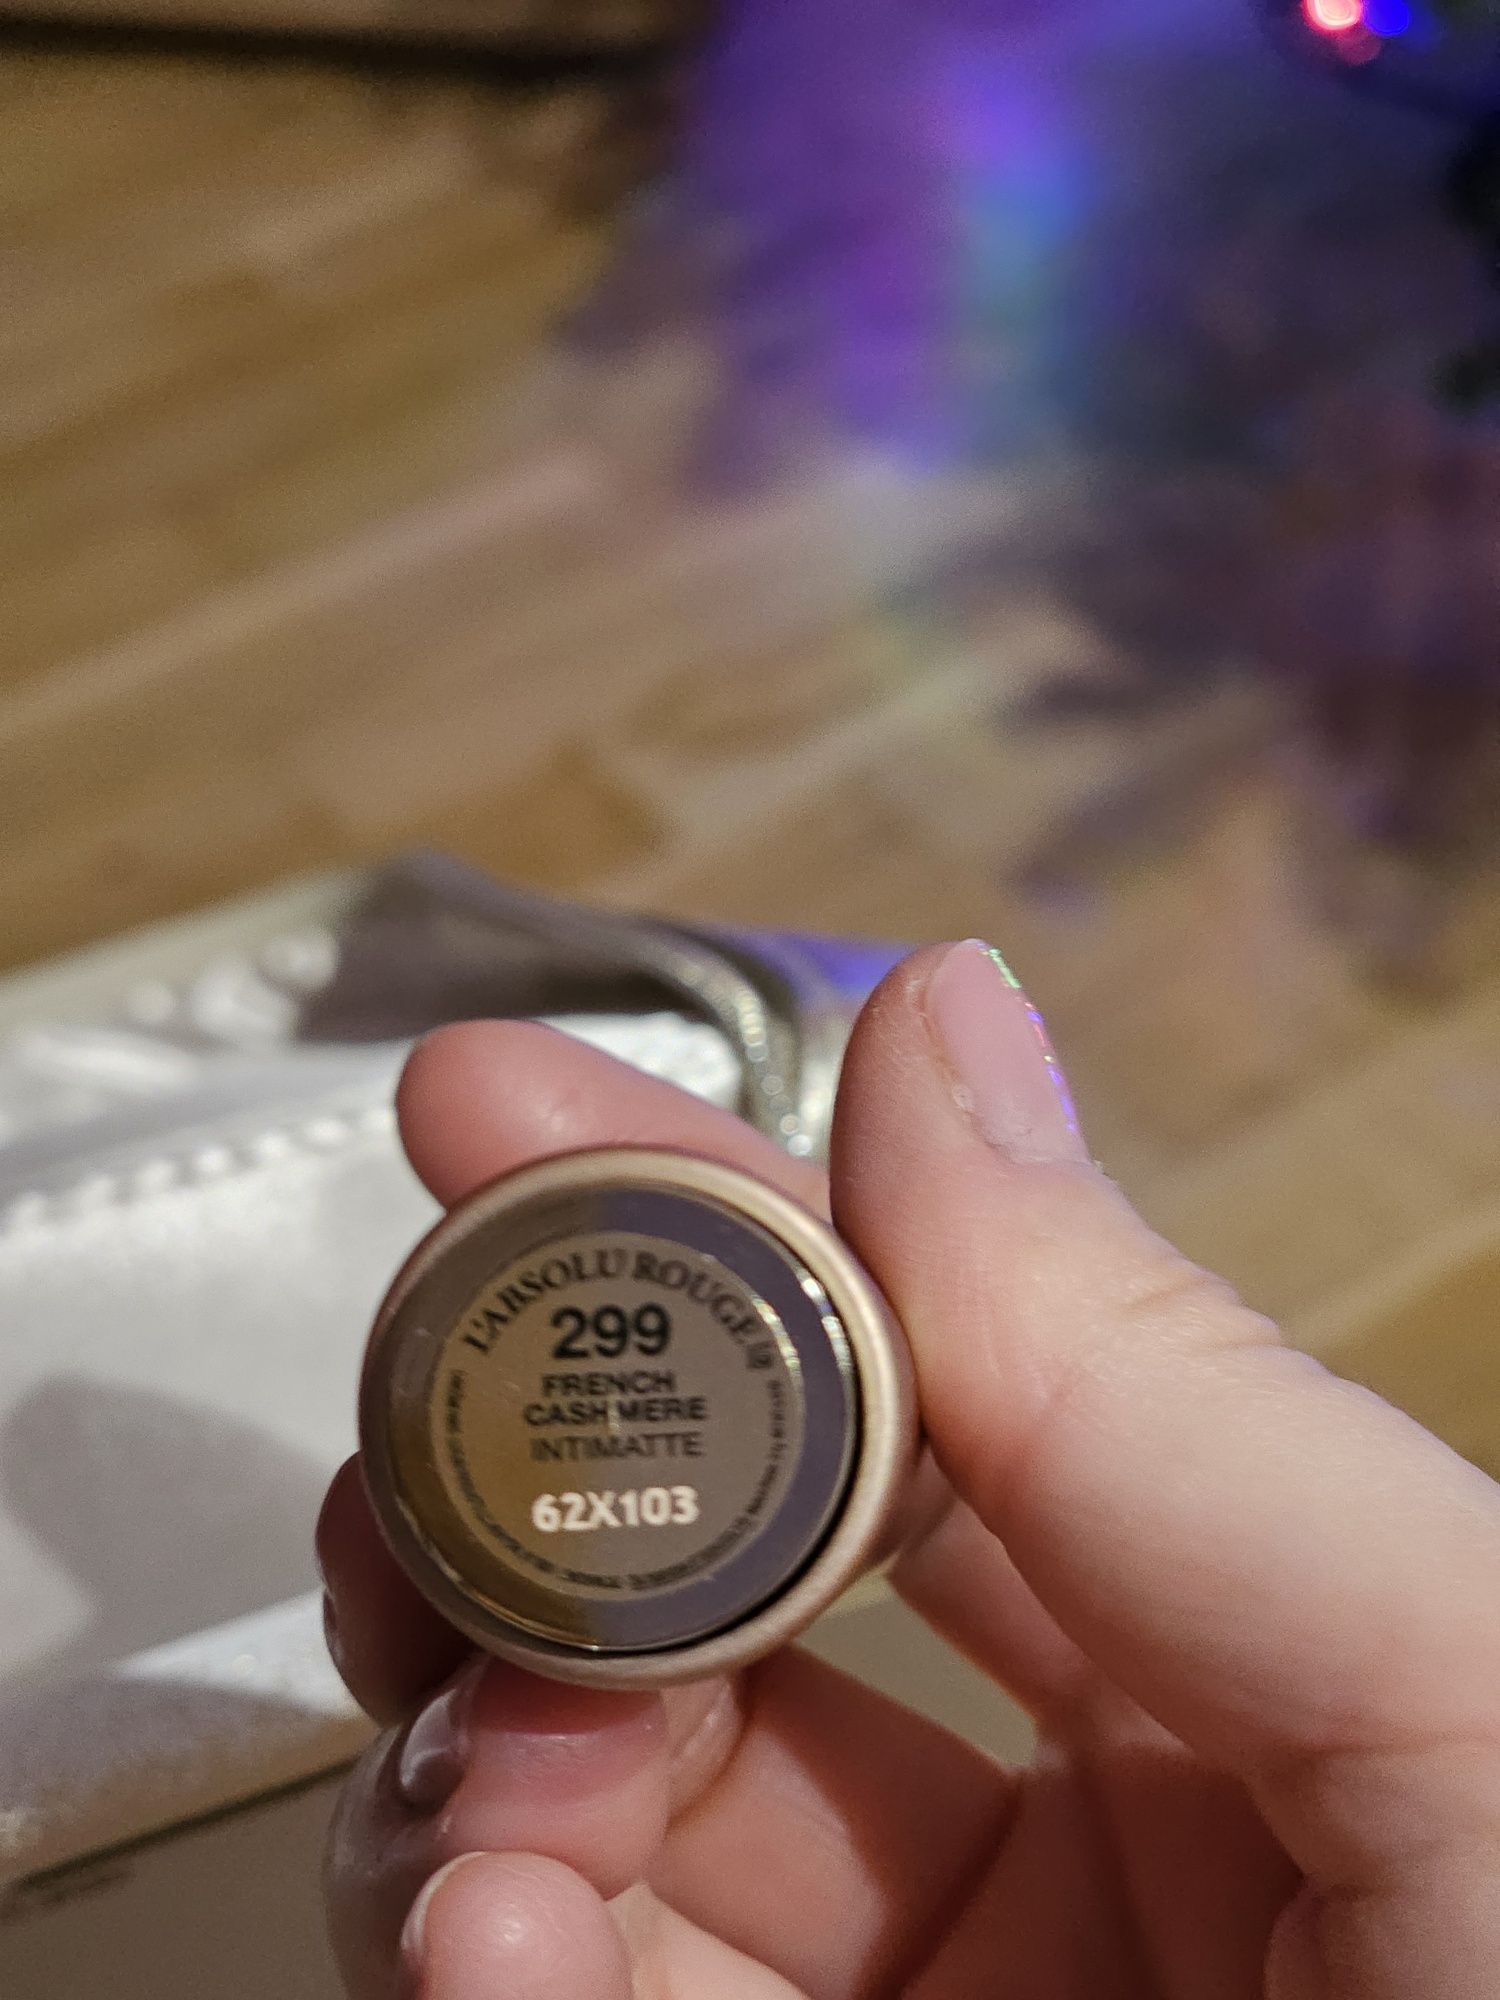 L'ABSOLU ROUGE
299
FRENCH
CASHMERE
INTIMATTE
62X103